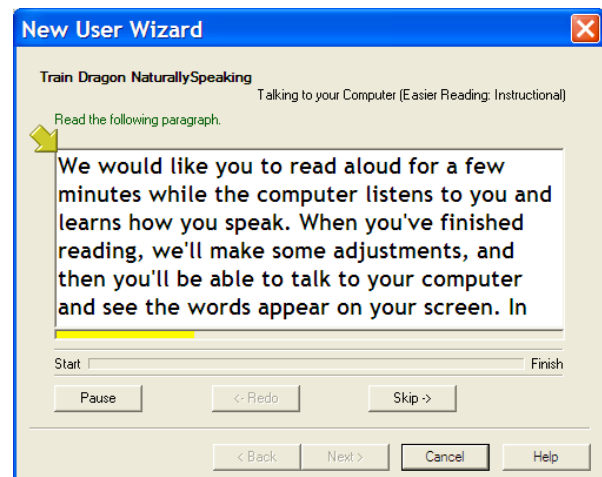 New User Wizard
Train Dragon NaturallySpeaking
Talking to your Computer (Easier Reading: Instructional)
Read the following paragraph.
We would like you to read aloud for a few
minutes while the computer listens to you and
learns how you speak. When you've finished
reading, we'll make some adjustments, and
then you'll be able to talk to your computer
and see the words appear on your screen. In
Start Finish
Pause <- Redo Skip ->
< Back Next > Cancel Help